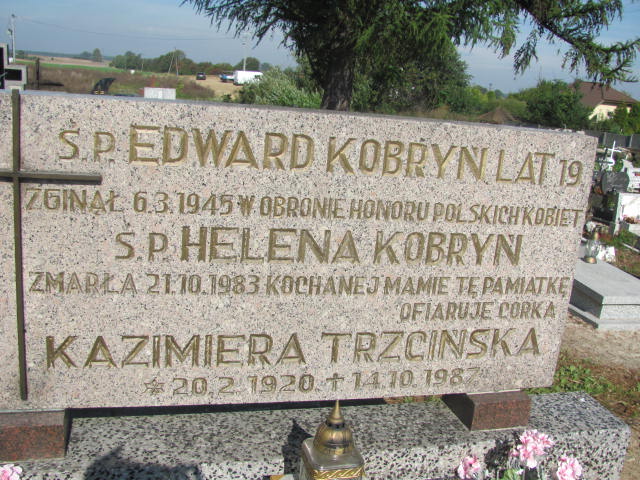 Ś.P. EDWARD KOBRYN LAT 19
ZGINĄŁ 6.3.1945 W OBRONIE HONORU POLSKICH KOBIET
Ś.P. HELENA KOBRYN
ZMARŁA 21.10.1983 KOCHANEJ MAMIE TĘ PAMIATKĘ
OFIARUJE CÓRKA
KAZIMIERA TRZCIŃSKA
☆ 20.2.1920. + 14.10.1987